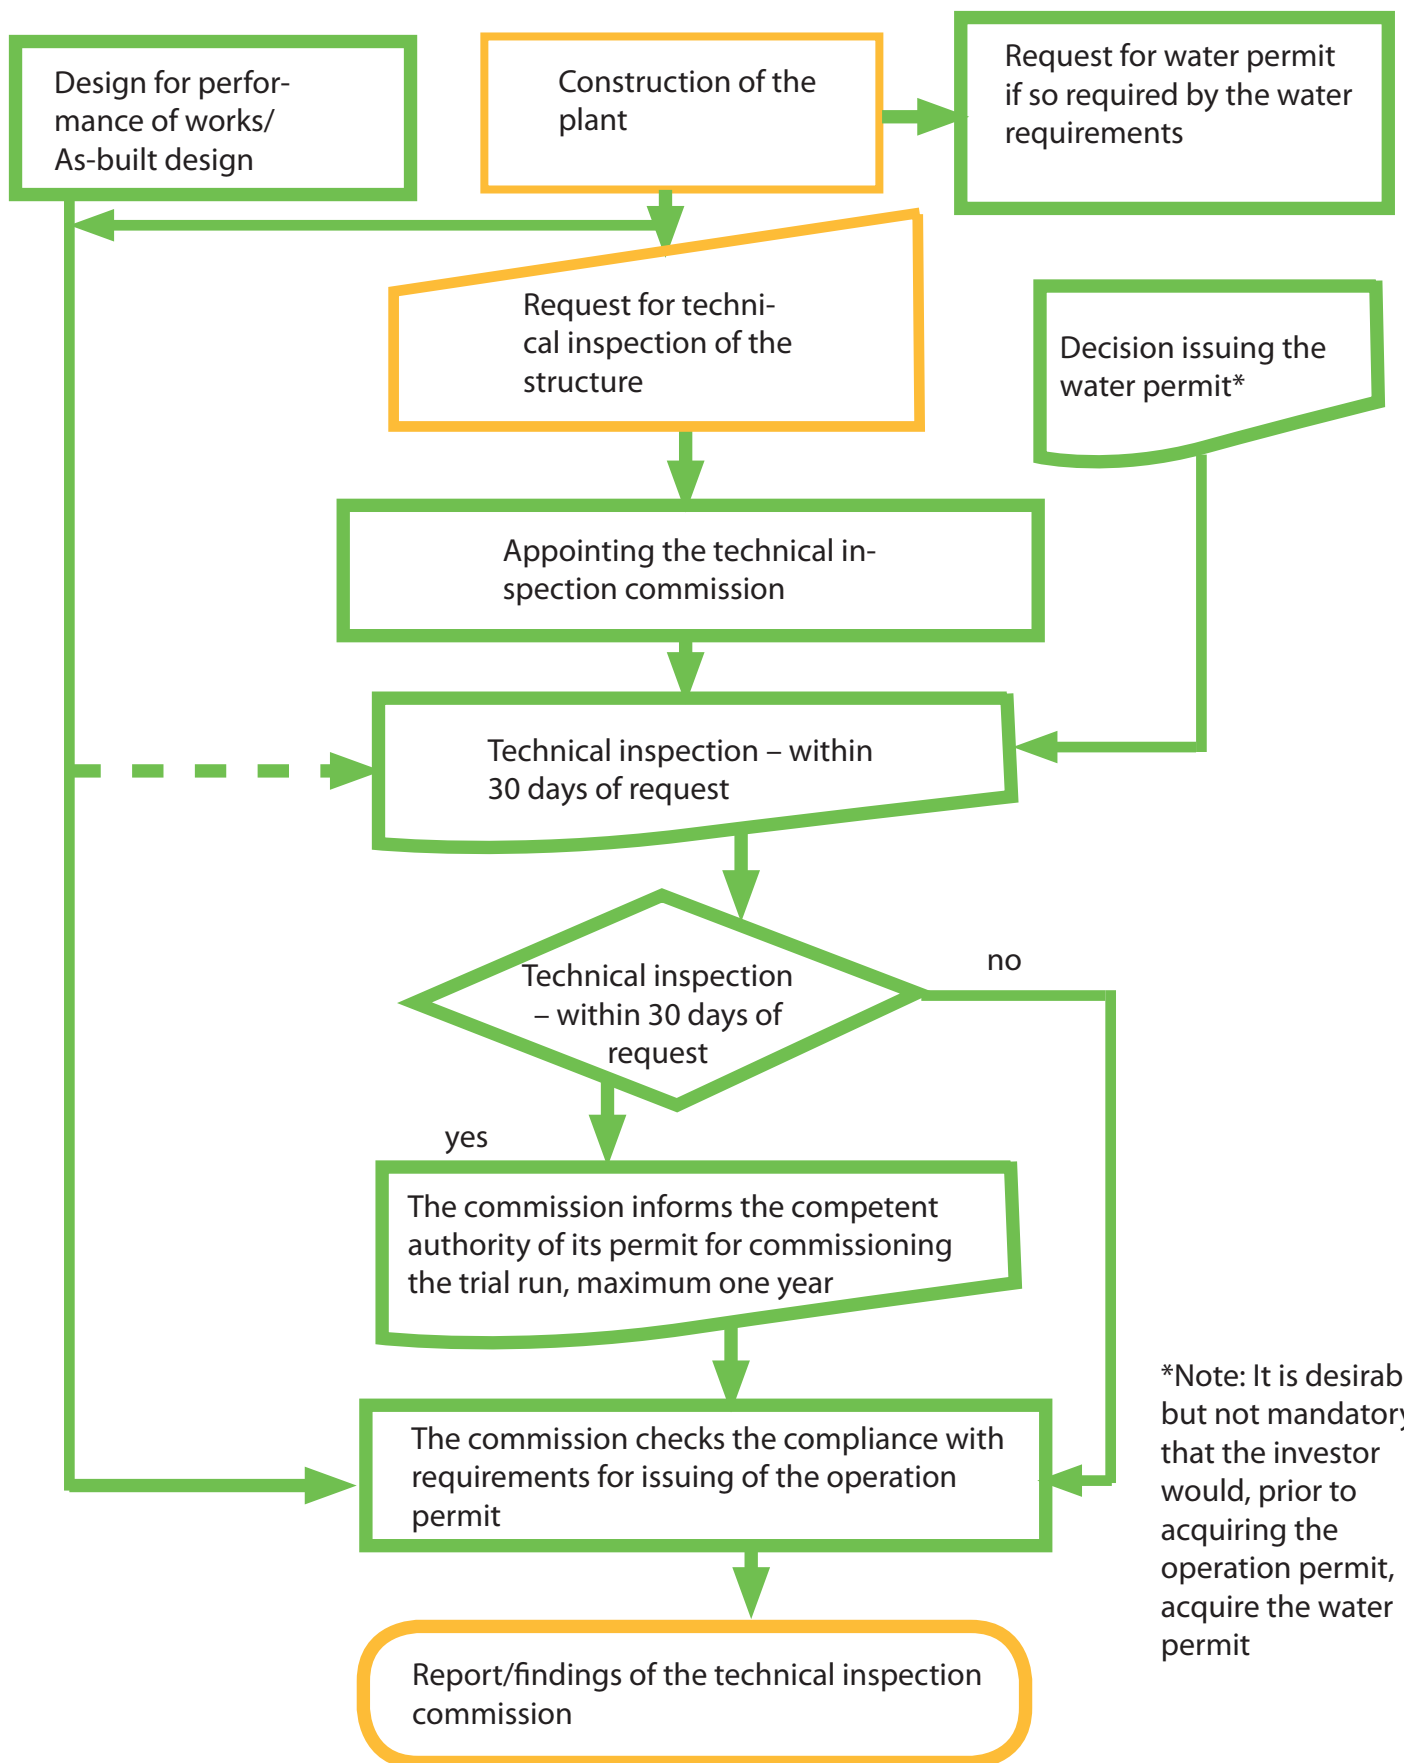 Design for perfor-
mance of works/
As-built design
Construction of the
plant
Request for water permit
if so required by the water
requirements
Request for techni-
cal inspection of the
structure
Decision issuing the
water permit*
Appointing the technical in-
spection commission
Technical inspection – within
30 days of request
Technical inspection
– within 30 days of
request
no
yes
The commission informs the competent
authority of its permit for commissioning
the trial run, maximum one year
The commission checks the compliance with
requirements for issuing of the operation
permit
*Note: It is desirab
but not mandatory
that the investor
would, prior to
acquiring the
operation permit,
acquire the water
permit
Report/findings of the technical inspection
commission